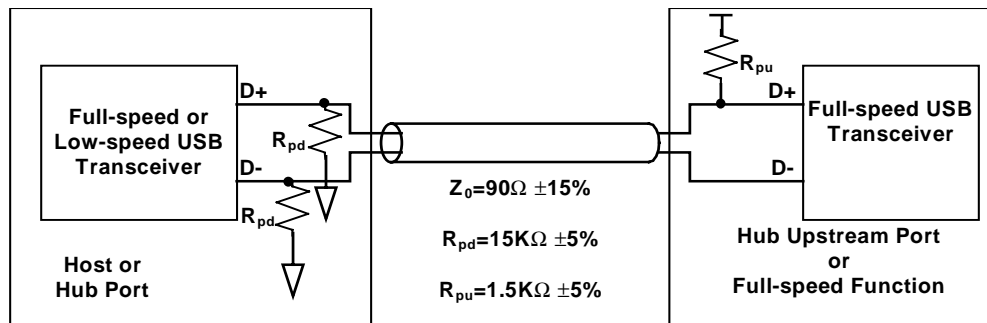 Full-speed or
Low-speed USB
Transceiver
D+
D-
R_pd
R_pd
Host or
Hub Port
Z₀=90Ω ±15%
R_pd=15KΩ ±5%
R_pu=1.5KΩ ±5%
R_pu
D+
D-
Full-speed USB
Transceiver
Hub Upstream Port
or
Full-speed Function